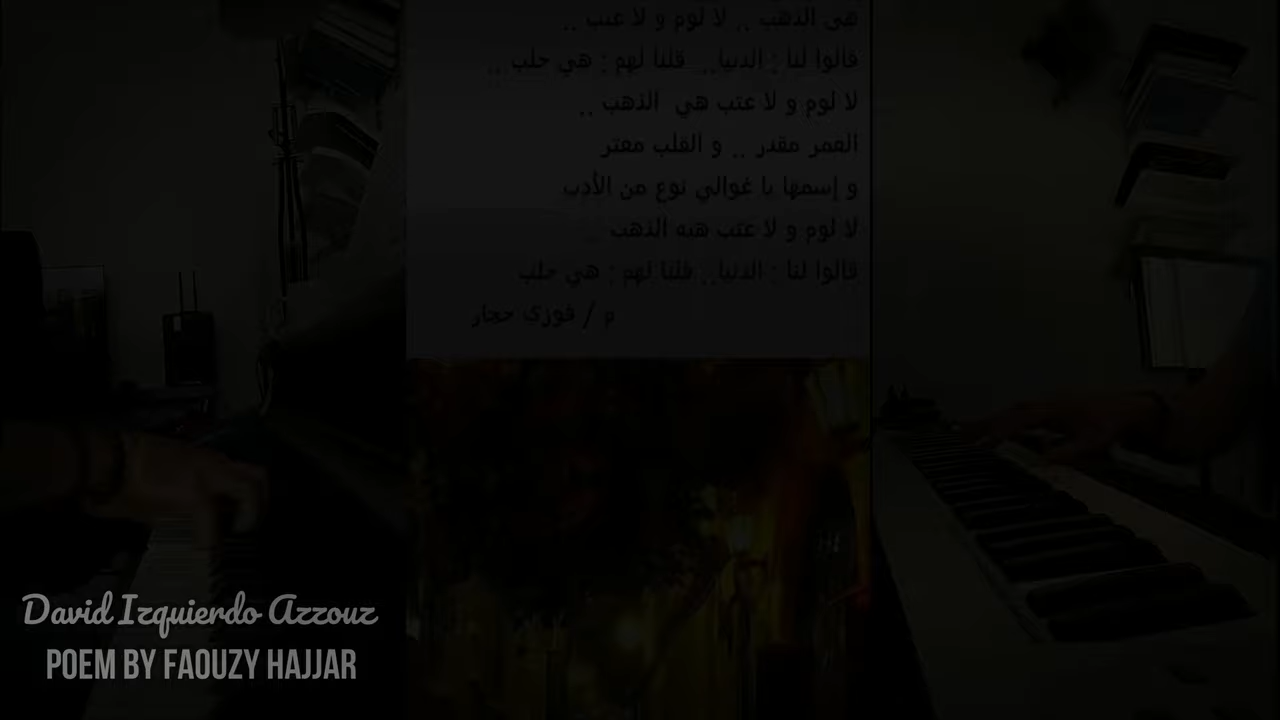 هي الذهب .. لا لوم و لا عتب ..
قالوا لنا : الدنيا.. قلنا لهم : هي حلب ...
لا لوم و لا عتب هي الذهب ..
القمر مقدر .. و القلب مفتر
و إسمها يا غوالي نوع من الأدب
لا لوم و لا عتب هيه الذهب
قالوا لنا : الدنيا.. قلنا لهم : هي حلب
م / فوزي حجار
David Izquierdo Azzouz
POEM BY FAOUZY HAJJAR